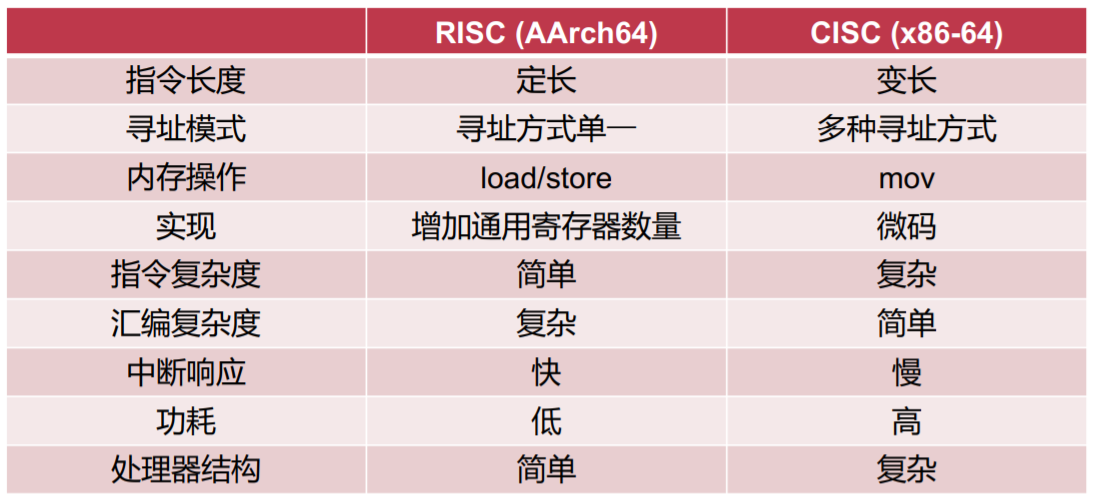 RISC (AArch64) CISC (x86-64)
指令长度 定长 变长
寻址模式 寻址方式单一 多种寻址方式
内存操作 load/store mov
实现 增加通用寄存器数量 微码
指令复杂度 简单 复杂
汇编复杂度 复杂 简单
中断响应 快 慢
功耗 低 高
处理器结构 简单 复杂